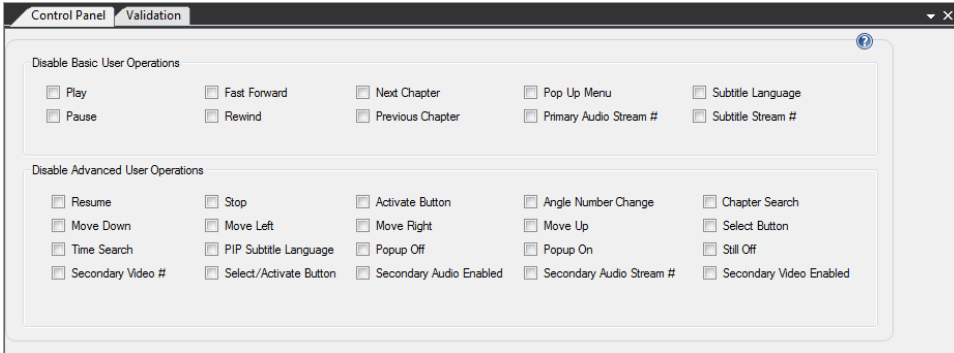 Control Panel Validation
?
Disable Basic User Operations
Play Fast Forward Next Chapter Pop Up Menu Subtitle Language
Pause Rewind Previous Chapter Primary Audio Stream # Subtitle Stream #
Disable Advanced User Operations
Resume Stop Activate Button Angle Number Change Chapter Search
Move Down Move Left Move Right Move Up Select Button
Time Search PIP Subtitle Language Popup Off Popup On Still Off
Secondary Video # Select/Activate Button Secondary Audio Enabled Secondary Audio Stream # Secondary Video Enabled